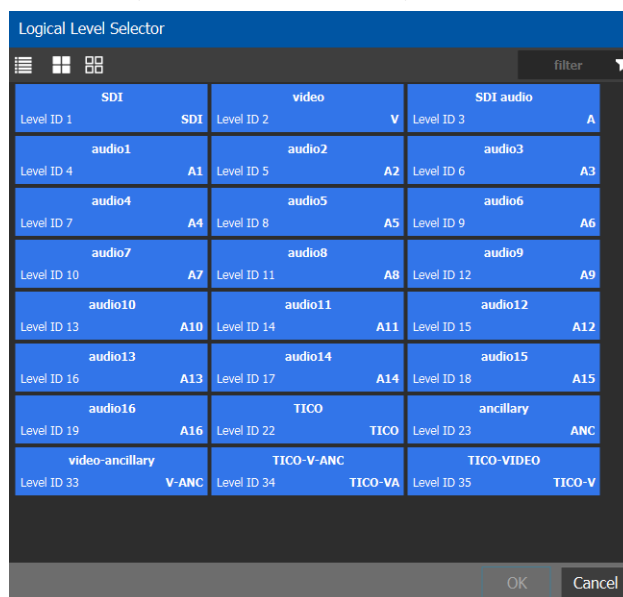 Logical Level Selector
filter
SDI video SDI audio
Level ID 1 SDI Level ID 2 V Level ID 3 A
audio1 audio2 audio3
Level ID 4 A1 Level ID 5 A2 Level ID 6 A3
audio4 audio5 audio6
Level ID 7 A4 Level ID 8 A5 Level ID 9 A6
audio7 audio8 audio9
Level ID 10 A7 Level ID 11 A8 Level ID 12 A9
audio10 audio11 audio12
Level ID 13 A10 Level ID 14 A11 Level ID 15 A12
audio13 audio14 audio15
Level ID 16 A13 Level ID 17 A14 Level ID 18 A15
audio16 TICO ancillary
Level ID 19 A16 Level ID 22 TICO Level ID 23 ANC
video-ancillary TICO-V-ANC TICO-VIDEO
Level ID 33 V-ANC Level ID 34 TICO-VA Level ID 35 TICO-V
OK Cancel